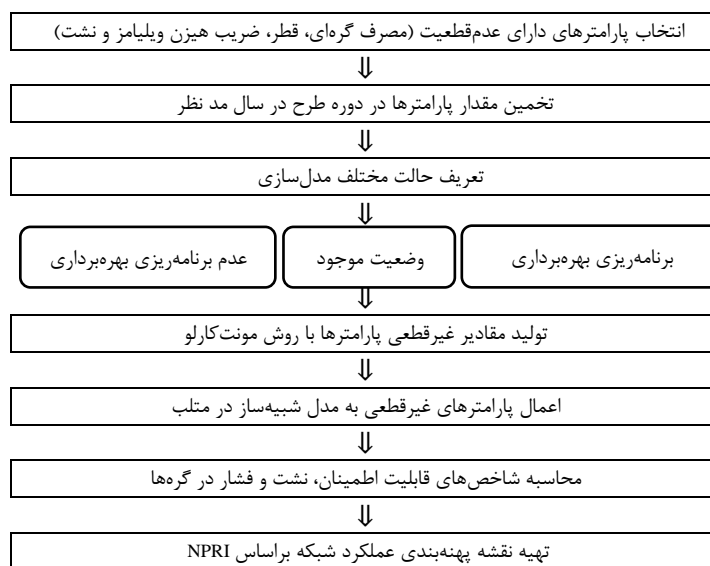 انتخاب پارامترهای دارای عدم‌قطعیت (مصرف گره‌ای، قطر، ضریب هیزن ویلیامز و نشت)
⇓
تخمین مقدار پارامترها در دوره طرح در سال مد نظر
⇓
تعریف حالت مختلف مدل‌سازی
⇓
برنامه‌ریزی بهره‌برداری
وضعیت موجود
عدم برنامه‌ریزی بهره‌برداری
⇓
تولید مقادیر غیرقطعی پارامترها با روش مونت‌کارلو
⇓
اعمال پارامترهای غیرقطعی به مدل شبیه‌ساز در متلب
⇓
محاسبه شاخص‌های قابلیت اطمینان، نشت و فشار در گره‌ها
⇓
تهیه نقشه پهنه‌بندی عملکرد شبکه براساس NPRI